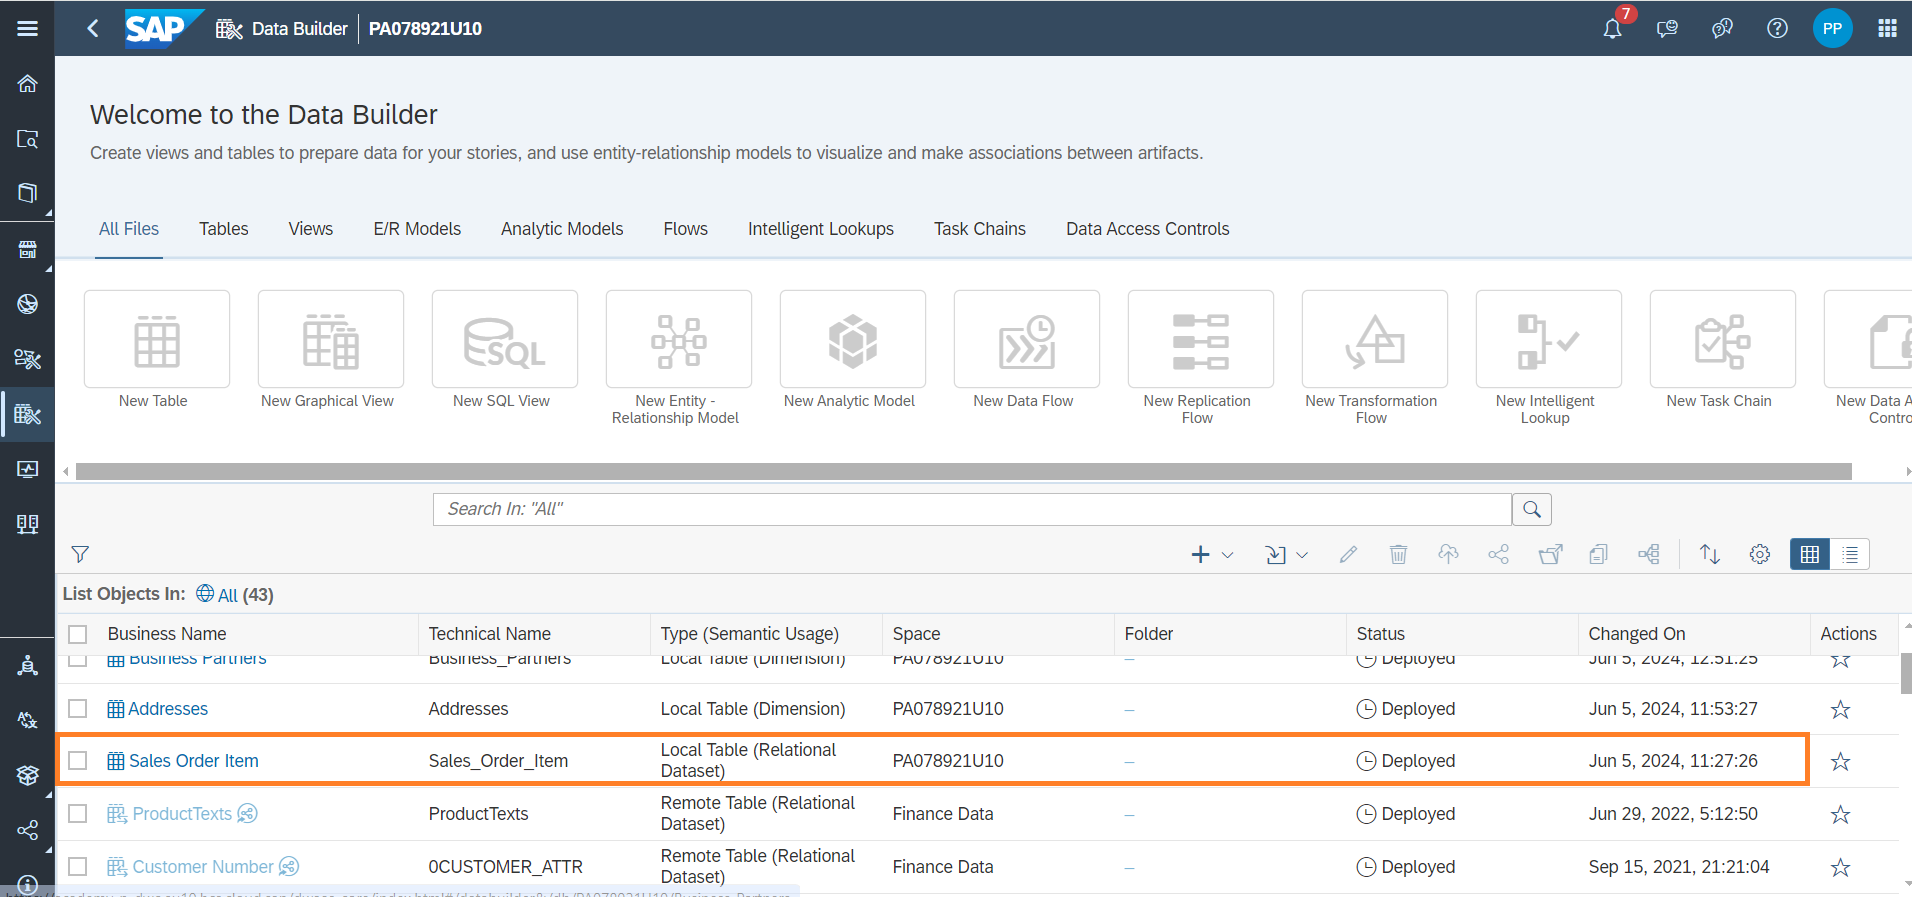 SAP Data Builder PA078921U10 7 PP
Welcome to the Data Builder
Create views and tables to prepare data for your stories, and use entity-relationship models to visualize and make associations between artifacts.
All Files Tables Views E/R Models Analytic Models Flows Intelligent Lookups Task Chains Data Access Controls
SQL
New Table New Graphical View New SQL View New Entity - New Analytic Model New Data Flow New Replication New Transformation New Intelligent New Task Chain New Data A
Relationship Model Flow Flow Lookup Contro
Search In: "All"
List Objects In: All (43)
Business Name Technical Name Type (Semantic Usage) Space Folder Status Changed On Actions
Business Partners Business_Partners Local Table (Dimension) PA078921U10 – Deployed Jun 5, 2024, 12:51:25
Addresses Addresses Local Table (Dimension) PA078921U10 – Deployed Jun 5, 2024, 11:53:27
Sales Order Item Sales_Order_Item Local Table (Relational PA078921U10 – Deployed Jun 5, 2024, 11:27:26
Dataset)
ProductTexts ProductTexts Remote Table (Relational Finance Data – Deployed Jun 29, 2022, 5:12:50
Dataset)
Customer Number 0CUSTOMER_ATTR Remote Table (Relational Finance Data – Deployed Sep 15, 2021, 21:21:04
Dataset)